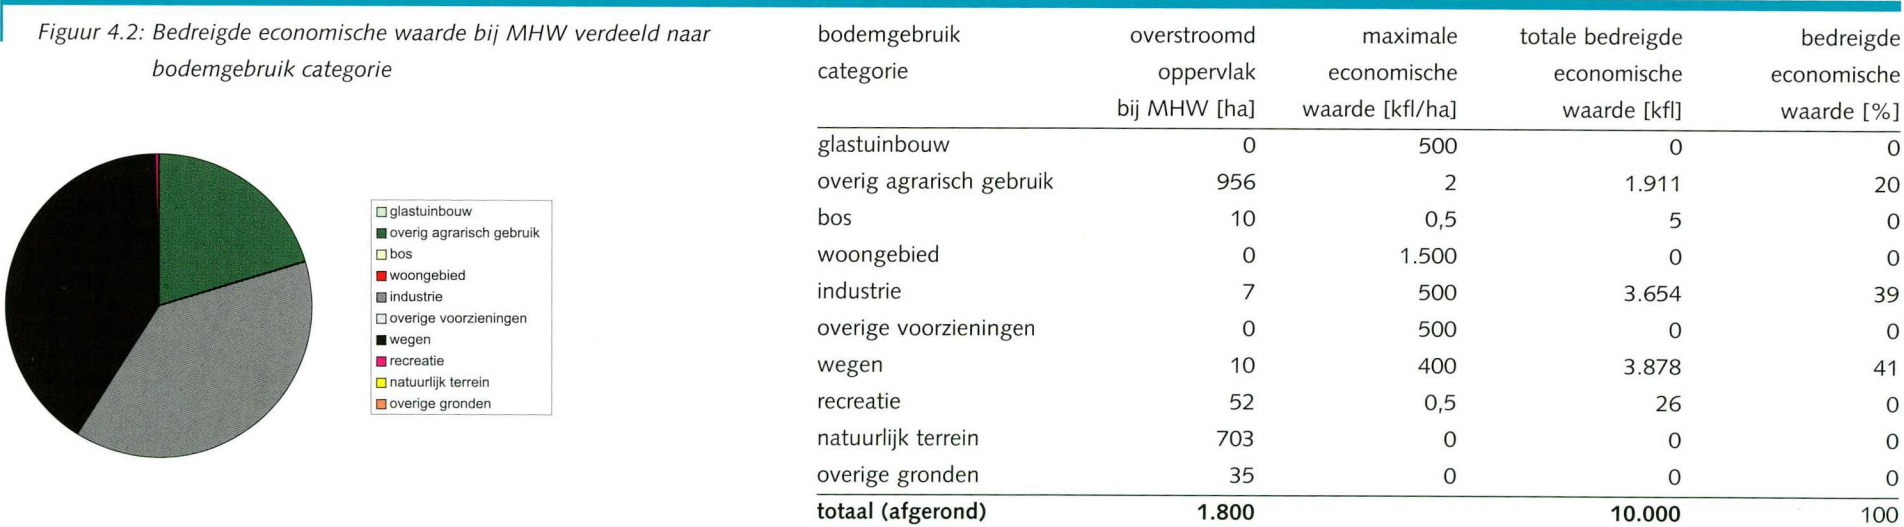 Figuur 4.2: Bedreigde economische waarde bij MHW verdeeld naar
bodemgebruik categorie
glastuinbouw
overig agrarisch gebruik
bos
woongebied
industrie
overige voorzieningen
wegen
recreatie
natuurlijk terrein
overige gronden
bodemgebruik overstroomd maximale totale bedreigde bedreigde
categorie oppervlak economische economische economische
bij MHW [ha] waarde [kfl/ha] waarde [kfl] waarde [%]
glastuinbouw 0 500 0 0
overig agrarisch gebruik 956 2 1.911 20
bos 10 0,5 5 0
woongebied 0 1.500 0 0
industrie 7 500 3.654 39
overige voorzieningen 0 500 0 0
wegen 10 400 3.878 41
recreatie 52 0,5 26 0
natuurlijk terrein 703 0 0 0
overige gronden 35 0 0 0
totaal (afgerond) 1.800 10.000 100